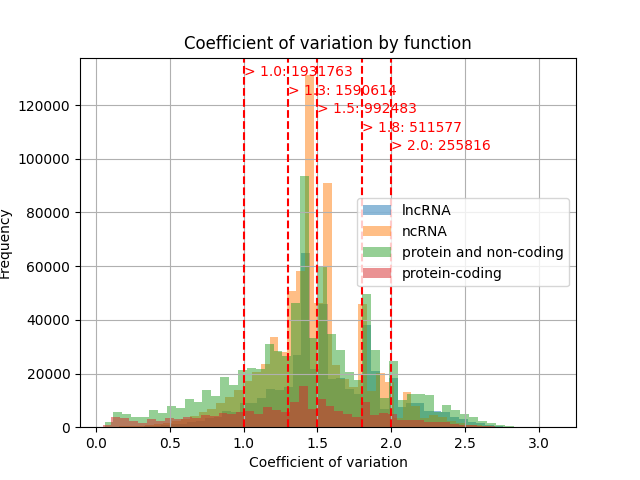 Coefficient of variation by function
> 1.0: 1931763
> 1.3: 1590614
> 1.5: 992483
> 1.8: 511577
> 2.0: 255816
120000
100000
80000
60000
40000
20000
0
Frequency
lncRNA
ncRNA
protein and non-coding
protein-coding
0.0 0.5 1.0 1.5 2.0 2.5 3.0
Coefficient of variation